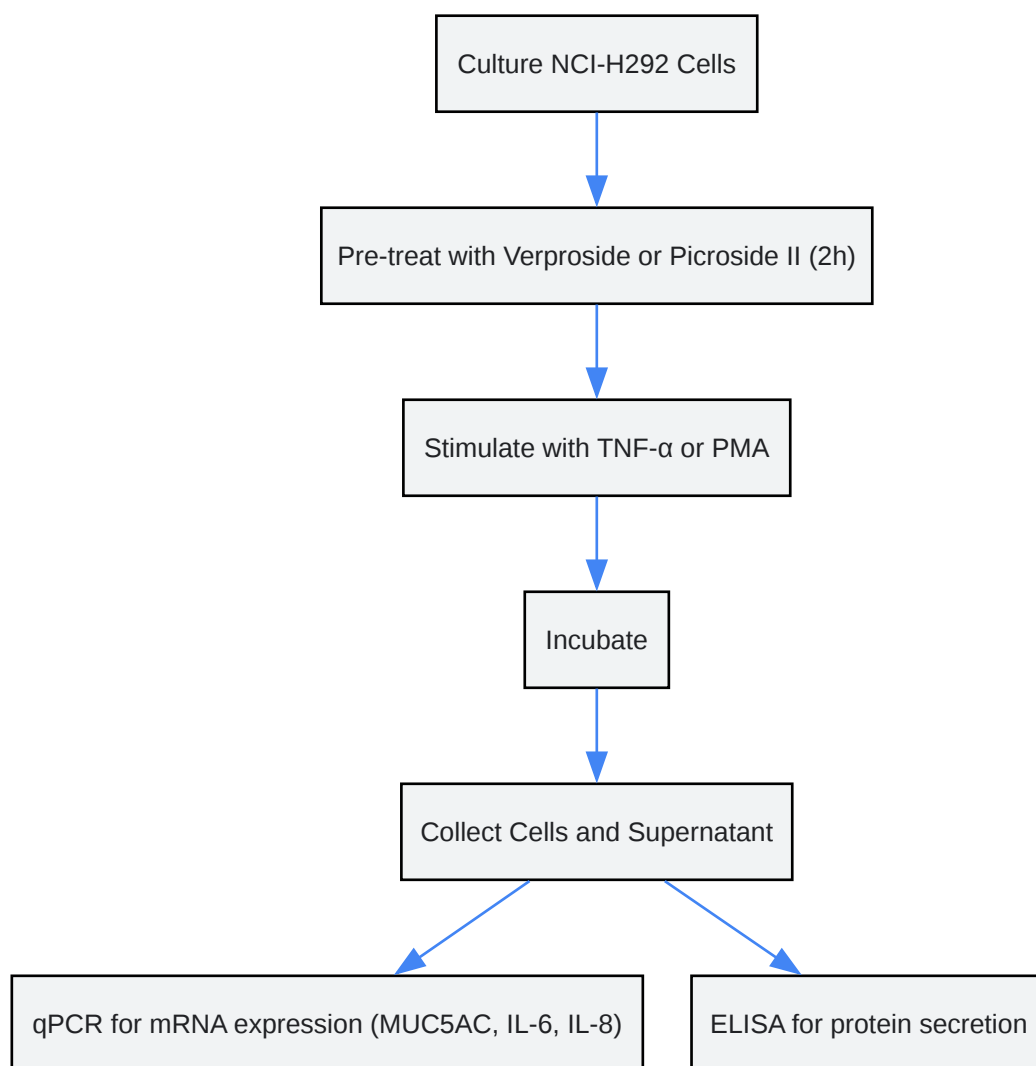 Culture NCI-H292 Cells
Pre-treat with Verproside or Picroside II (2h)
Stimulate with TNF-α or PMA
Incubate
Collect Cells and Supernatant
qPCR for mRNA expression (MUC5AC, IL-6, IL-8)
ELISA for protein secretion